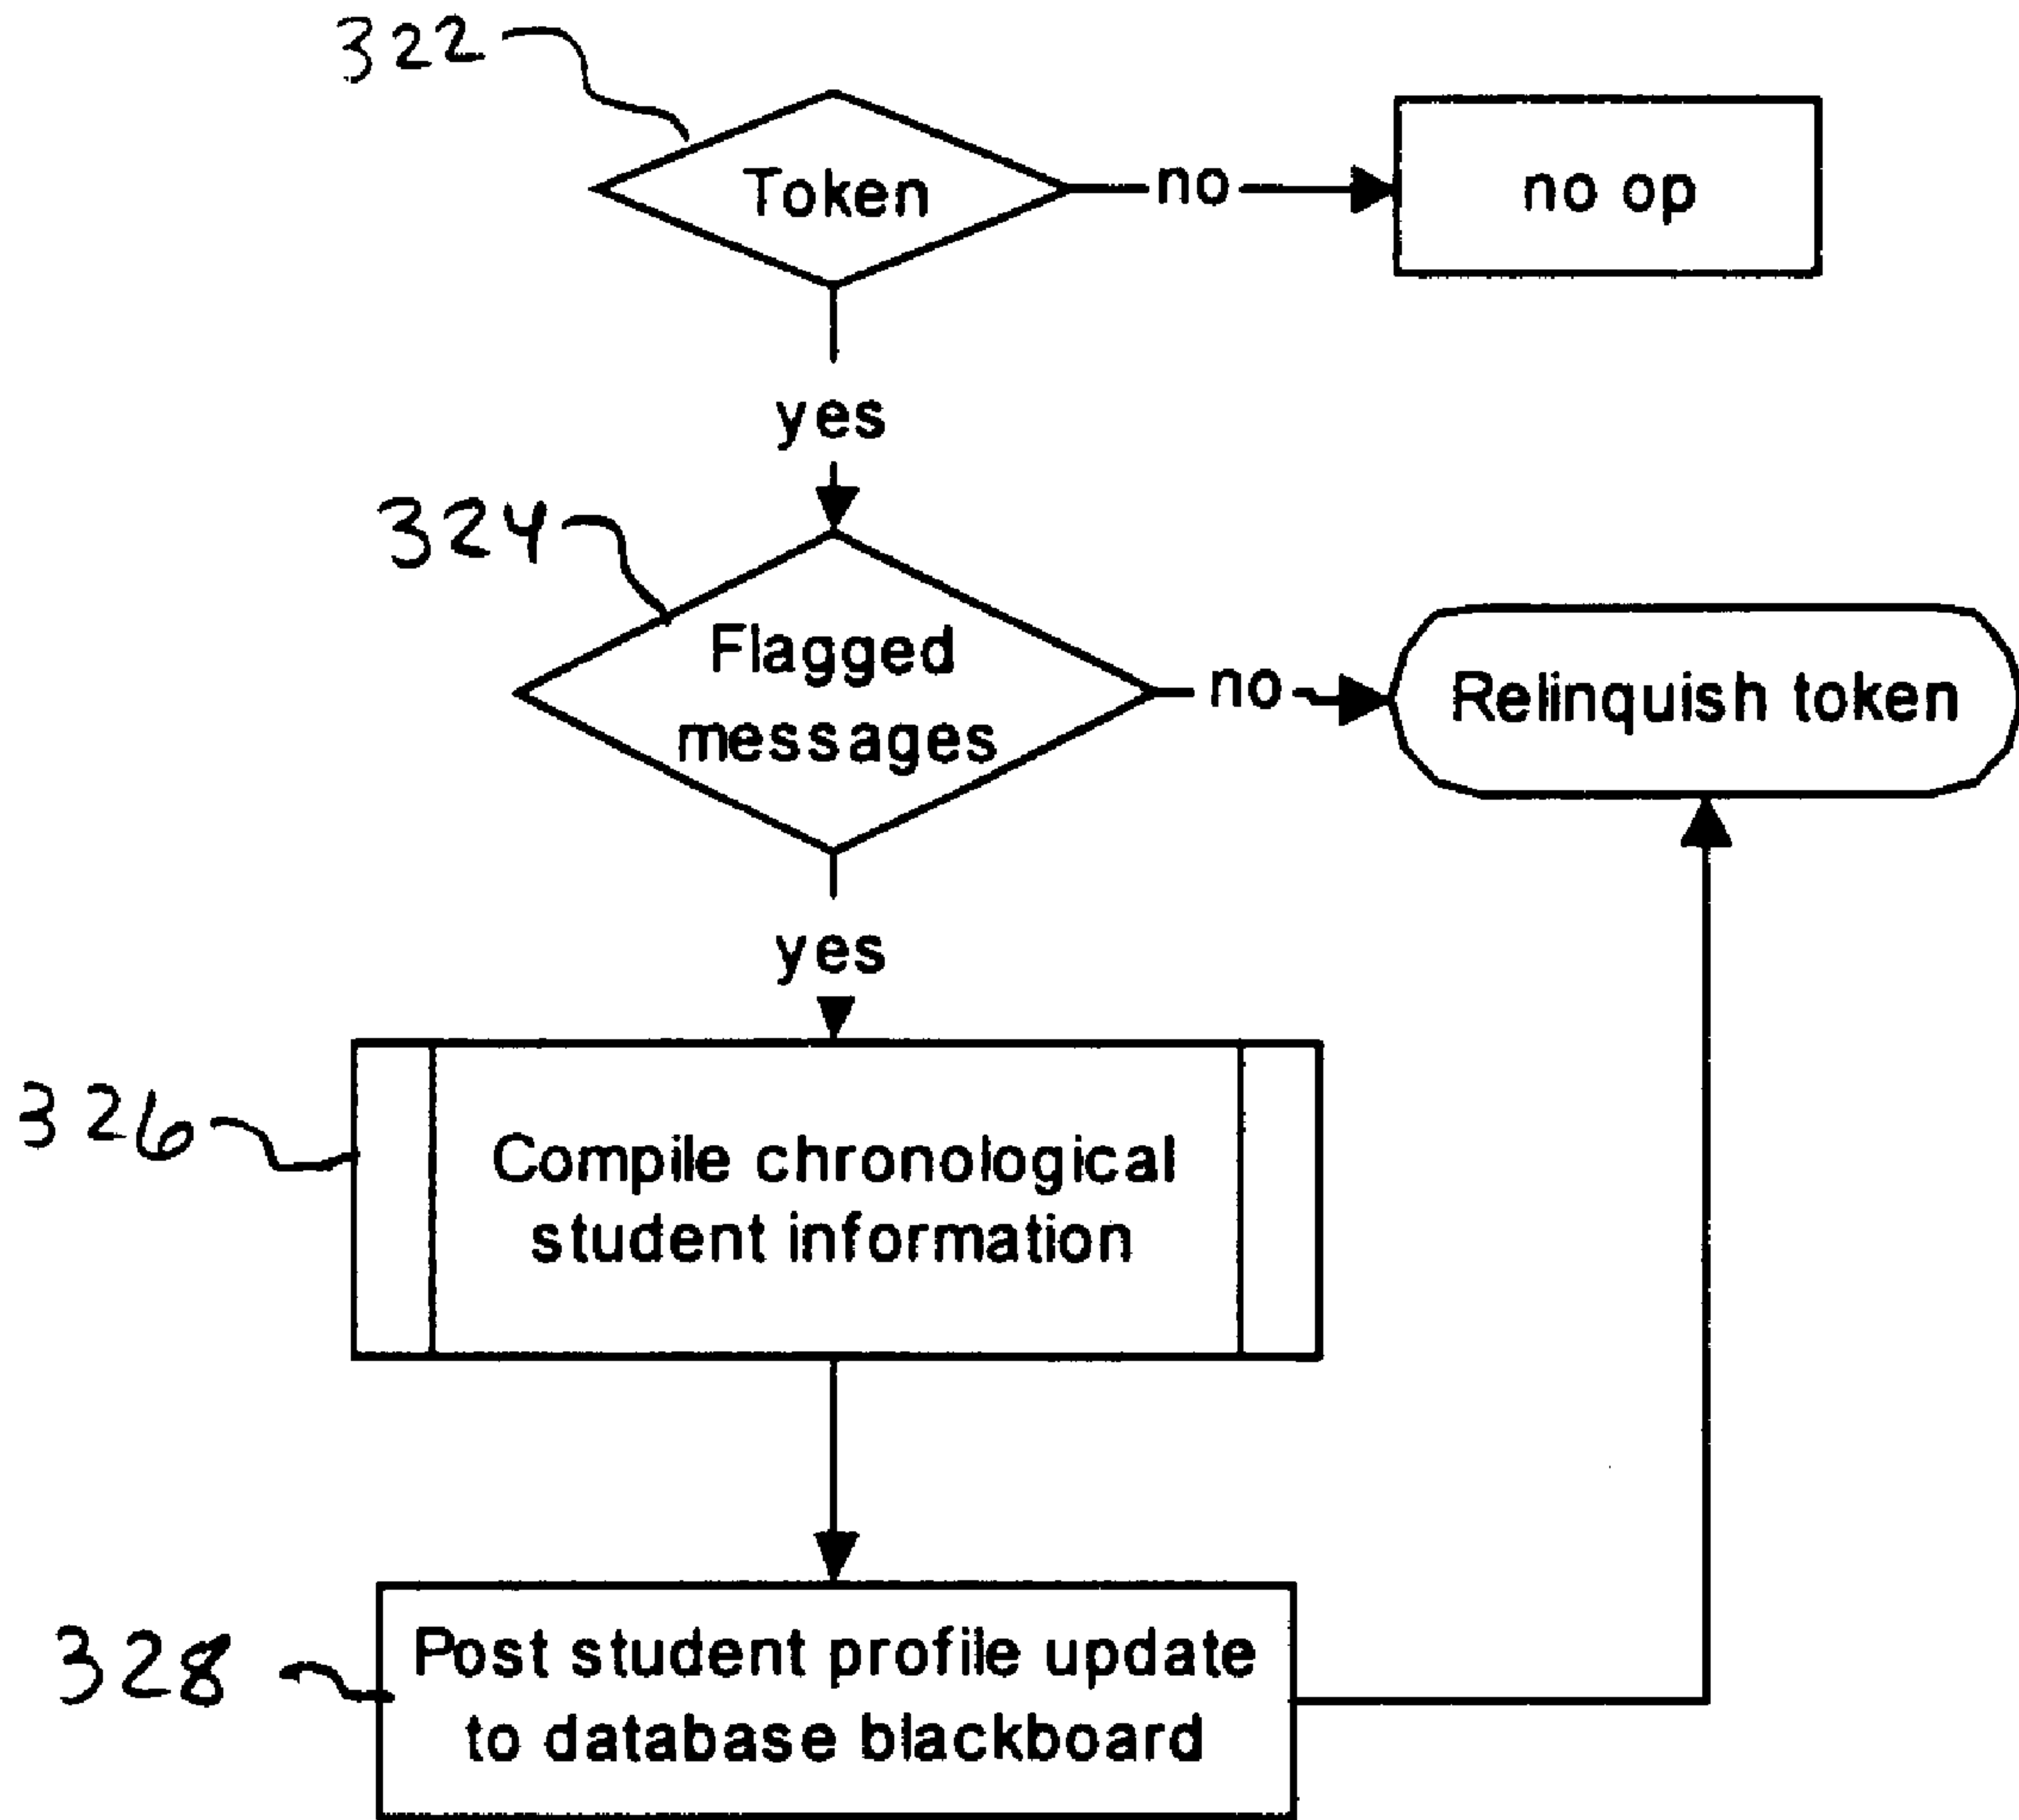 322
Token
no
no op
yes
324
Flagged
messages
no
Relinquish token
yes
326
Compile chronological
student information
328
Post student profile update
to database blackboard